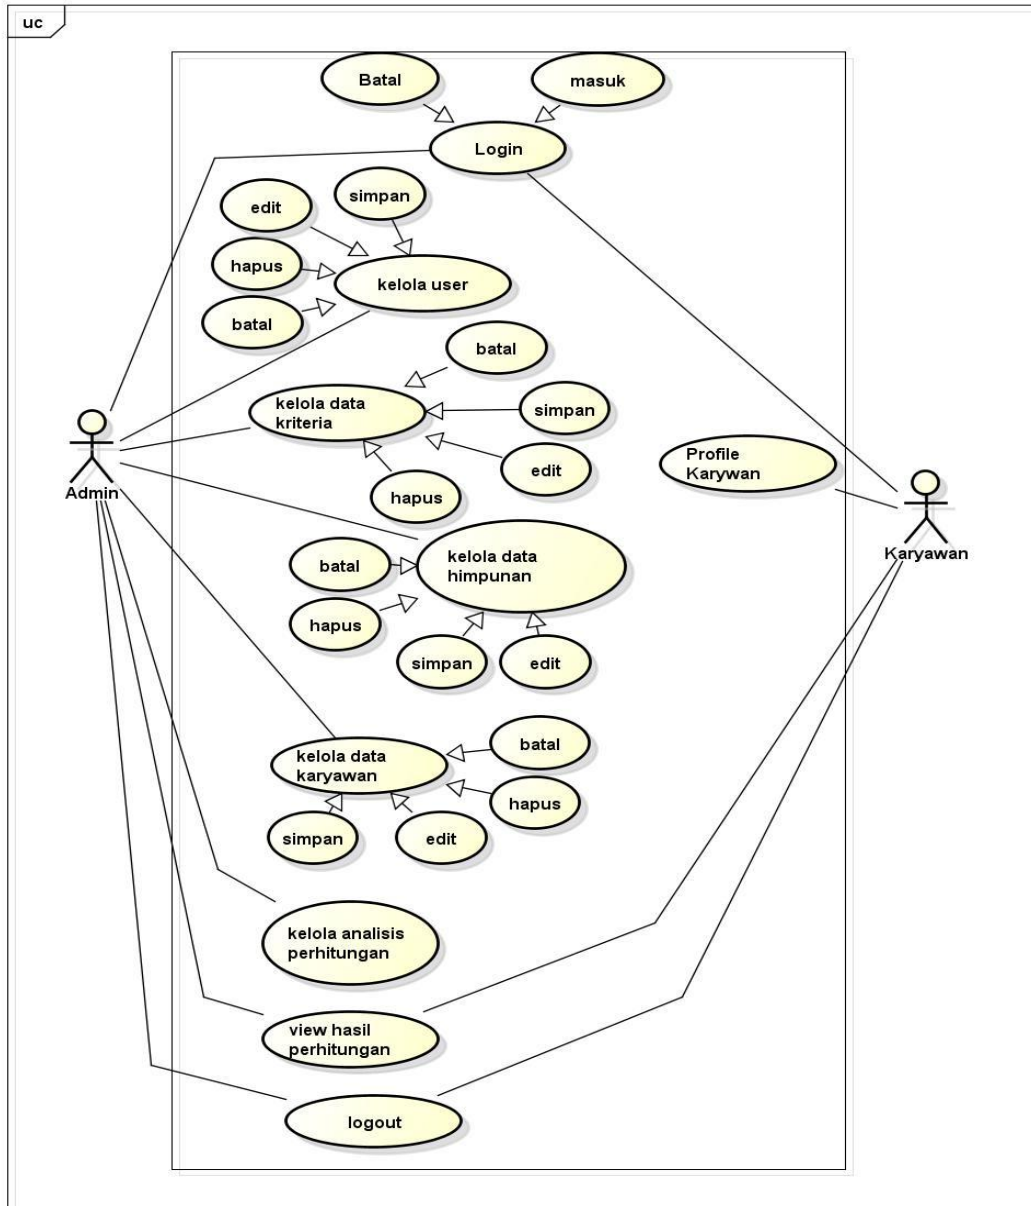 uc
Batal
masuk
Login
simpan
edit
hapus
kelola user
batal
batal
kelola data
kriteria
simpan
edit
hapus
Profile
Karywan
Admin
Karyawan
kelola data
himpunan
batal
hapus
simpan
edit
kelola data
karyawan
batal
hapus
simpan
edit
kelola analisis
perhitungan
view hasil
perhitungan
logout